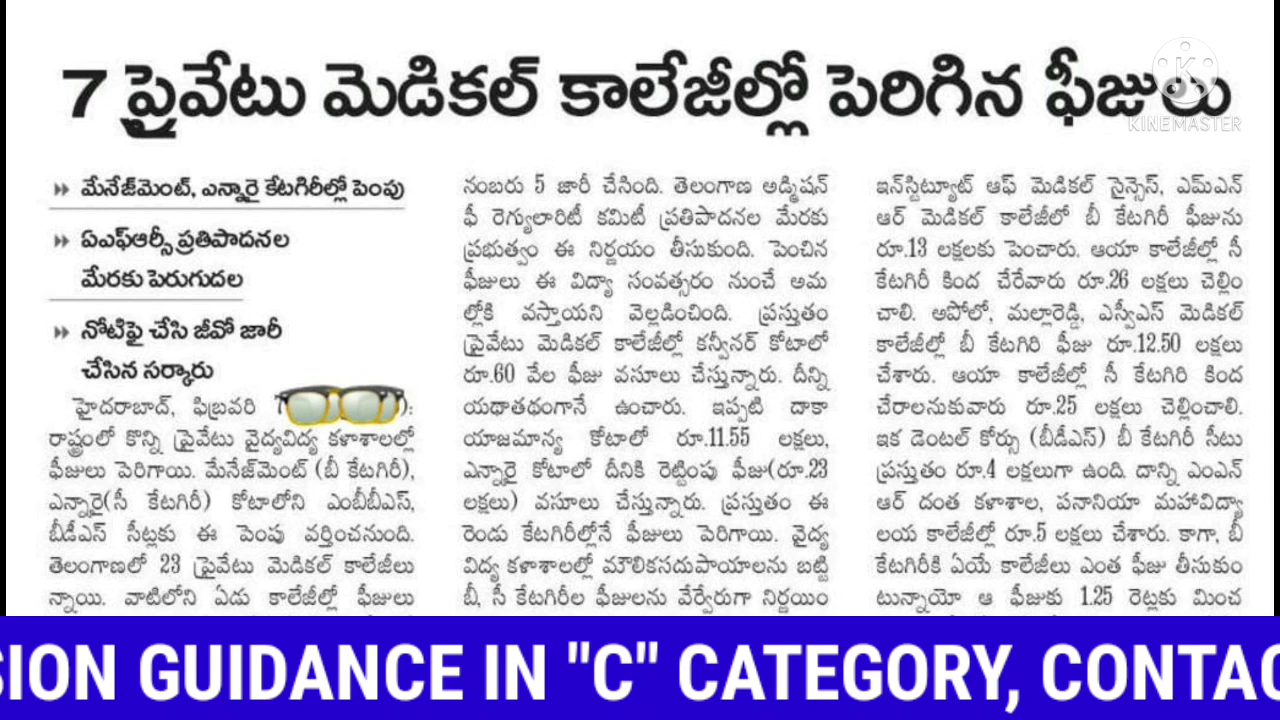 7 ప్రైవేటు మెడికల్ కాలేజీల్లో పెరిగిన ఫీజులు
KINEMASTER
మేనేజ్‌మెంట్, ఎన్నారై కేటగిరీల్లో పెంపు
ఏఎఫ్ఆర్సీ ప్రతిపాదనల
మేరకు పెరుగుదల
నోటిఫై చేసి జీవో జారీ
చేసిన సర్కారు
హైదరాబాద్, ఫిబ్రవరి
రాష్ట్రంలో కొన్ని ప్రైవేటు వైద్యవిద్య కళాశాలల్లో
ఫీజులు పెరిగాయి. మేనేజ్‌మెంట్ (బీ కేటగిరీ),
ఎన్నారై(సీ కేటగిరీ) కోటాలోని ఎంబీబీఎస్,
బీడీఎస్ సీట్లకు ఈ పెంపు వర్తించనుంది.
తెలంగాణలో 23 ప్రైవేటు మెడికల్ కాలేజీలు
న్నాయి. వాటిలోని ఏడు కాలేజీల్లో ఫీజులు
నంబరు 5 జారీ చేసింది. తెలంగాణ అడ్మిషన్
ఫీ రెగ్యులారిటీ కమిటీ ప్రతిపాదనల మేరకు
ప్రభుత్వం ఈ నిర్ణయం తీసుకుంది. పెంచిన
ఫీజులు ఈ విద్యా సంవత్సరం నుంచే అమ
ల్లోకి వస్తాయని వెల్లడించింది. ప్రస్తుతం
ప్రైవేటు మెడికల్ కాలేజీల్లో కన్వీనర్ కోటాలో
రూ.60 వేల ఫీజు వసూలు చేస్తున్నారు. దీన్ని
యథాతథంగానే ఉంచారు. ఇప్పటి దాకా
యాజమాన్య కోటాలో రూ.11.55 లక్షలు,
ఎన్నారై కోటాలో దీనికి రెట్టింపు ఫీజు(రూ.23
లక్షలు) వసూలు చేస్తున్నారు. ప్రస్తుతం ఈ
రెండు కేటగిరీల్లోనే ఫీజులు పెరిగాయి. వైద్య
విద్య కళాశాలల్లో మౌలికసదుపాయాలను బట్టి
బీ, సీ కేటగిరీల ఫీజులను వేర్వేరుగా నిర్ణయిం
ఇన్‌స్టిట్యూట్ ఆఫ్ మెడికల్ సైన్సెస్, ఎమ్ఎన్
ఆర్ మెడికల్ కాలేజీలో బీ కేటగిరీ ఫీజును
రూ.13 లక్షలకు పెంచారు. ఆయా కాలేజీల్లో సీ
కేటగిరీ కింద చేరేవారు రూ.26 లక్షలు చెల్లిం
చాలి. అపోలో, మల్లారెడ్డి, ఎస్వీఎస్ మెడికల్
కాలేజీల్లో బీ కేటగిరి ఫీజు రూ.12.50 లక్షలు
చేశారు. ఆయా కాలేజీల్లో సీ కేటగిరి కింద
చేరాలనుకువారు రూ.25 లక్షలు చెల్లించాలి.
ఇక డెంటల్ కోర్సు (బీడీఎస్) బీ కేటగిరీ సీటు
ప్రస్తుతం రూ.4 లక్షలుగా ఉంది. దాన్ని ఎంఎన్
ఆర్ దంత కళాశాల, పనానియా మహావిద్యా
లయ కాలేజీల్లో రూ.5 లక్షలు చేశారు. కాగా, బీ
కేటగిరీకి ఏయే కాలేజీలు ఎంత ఫీజు తీసుకుం
టున్నాయో ఆ ఫీజుకు 1.25 రెట్లకు మించ
SION GUIDANCE IN "C" CATEGORY, CONTAC